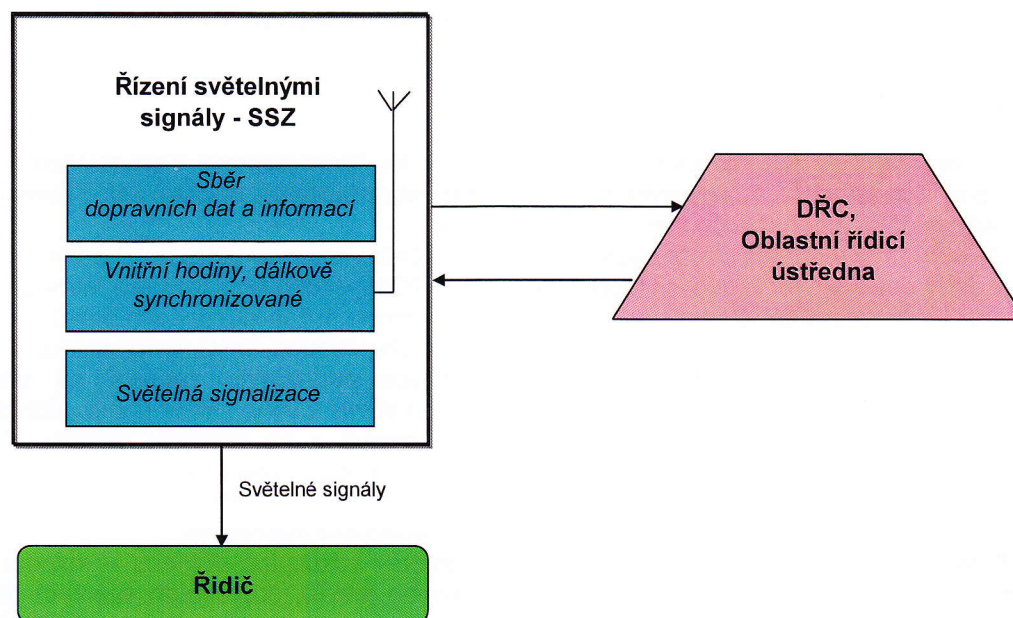 Řízení světelnými
signály - SSZ
Sběr
dopravních dat a informací
Vnitřní hodiny, dálkově
synchronizované
Světelná signalizace
DŘC,
Oblastní řídicí
ústředna
Světelné signály
Řidič